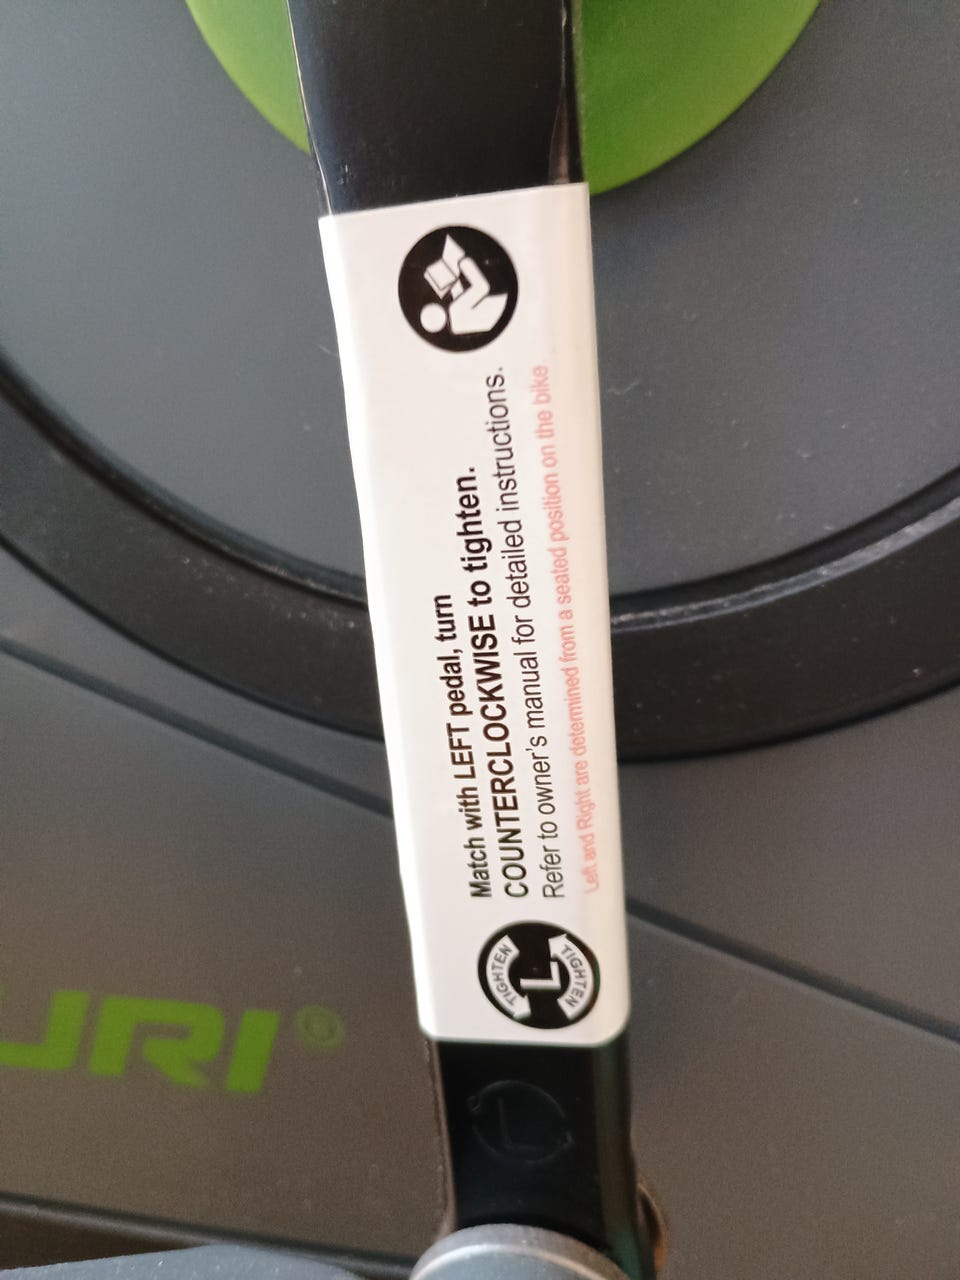 Match with LEFT pedal, turn
COUNTERCLOCKWISE to tighten.
Refer to owner's manual for detailed instructions.
Left and Right are determined from a seated position on the bike
TIGHTEN
L
TIGHTEN
URI®
L